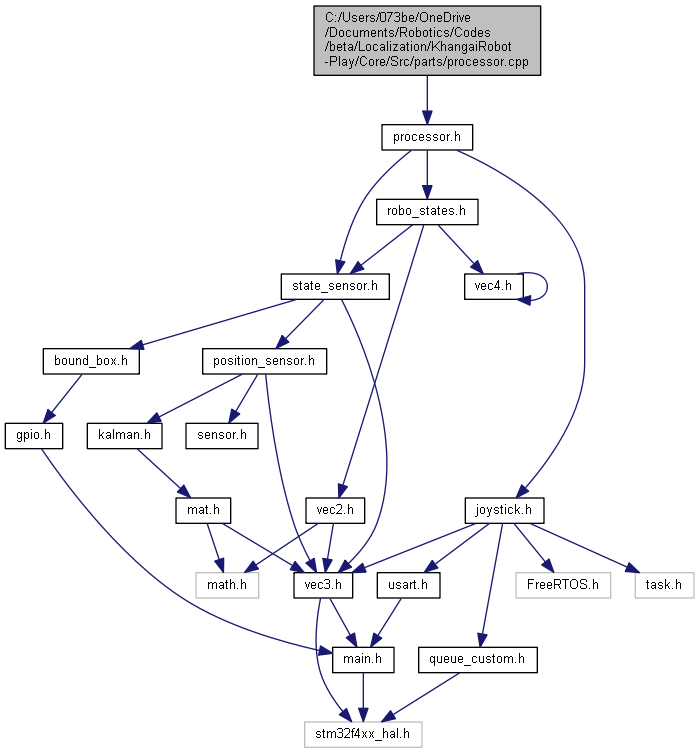 C:/Users/073be/OneDrive
/Documents/Robotics/Codes
/beta/Localization/KhangaiRobot
-Play/Core/Src/parts/processor.cpp
processor.h
robo_states.h
state_sensor.h
vec4.h
bound_box.h
position_sensor.h
gpio.h
kalman.h
sensor.h
mat.h
vec2.h
joystick.h
math.h
vec3.h
usart.h
FreeRTOS.h
task.h
main.h
queue_custom.h
stm32f4xx_hal.h